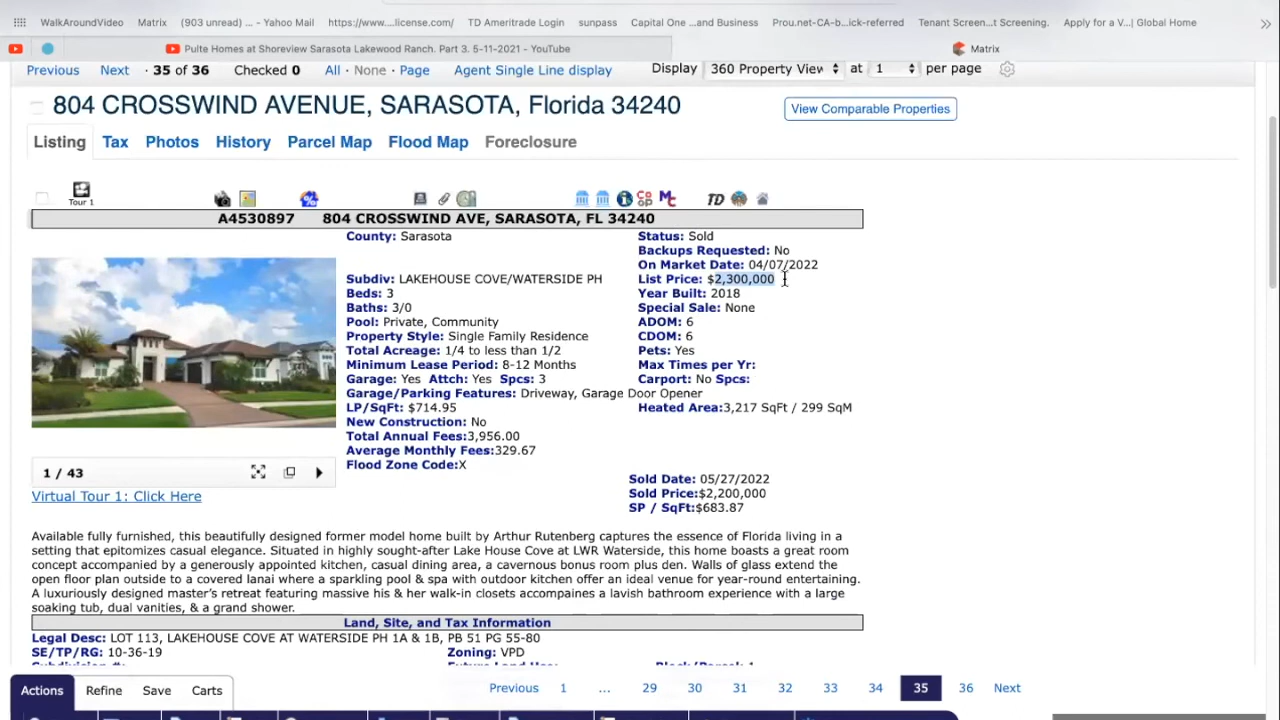 WalkAroundVideo Matrix (903 unread) ... - Yahoo Mail https://www....license.com/ TD Ameritrade Login sunpass Capital One ...and Business Prou.net-CA-b...ick-referred Tenant Screen...t Screening. Apply for a V...| Global Home
Pulte Homes at Shoreview Sarasota Lakewood Ranch. Part 3. 5-11-2021 - YouTube Matrix
Previous Next · 35 of 36 Checked 0 All · None · Page Agent Single Line display Display 360 Property View at 1 per page
804 CROSSWIND AVENUE, SARASOTA, Florida 34240 View Comparable Properties
Listing Tax Photos History Parcel Map Flood Map Foreclosure
Tour 1
A4530897 804 CROSSWIND AVE, SARASOTA, FL 34240
County: Sarasota Status: Sold
Backups Requested: No
On Market Date: 04/07/2022
Subdiv: LAKEHOUSE COVE/WATERSIDE PH List Price: $2,300,000
Beds: 3 Year Built: 2018
Baths: 3/0 Special Sale: None
Pool: Private, Community ADOM: 6
Property Style: Single Family Residence CDOM: 6
Total Acreage: 1/4 to less than 1/2 Pets: Yes
Minimum Lease Period: 8-12 Months Max Times per Yr:
Garage: Yes Attch: Yes Spcs: 3 Carport: No Spcs:
Garage/Parking Features: Driveway, Garage Door Opener
LP/SqFt: $714.95 Heated Area:3,217 SqFt / 299 SqM
New Construction: No
Total Annual Fees:3,956.00
Average Monthly Fees:329.67
Flood Zone Code:X
1 / 43
Sold Date: 05/27/2022
Virtual Tour 1: Click Here Sold Price:$2,200,000
SP / SqFt:$683.87
Available fully furnished, this beautifully designed former model home built by Arthur Rutenberg captures the essence of Florida living in a
setting that epitomizes casual elegance. Situated in highly sought-after Lake House Cove at LWR Waterside, this home boasts a great room
concept accompanied by a generously appointed kitchen, casual dining area, a cavernous bonus room plus den. Walls of glass extend the
open floor plan outside to a covered lanai where a sparkling pool & spa with outdoor kitchen offer an ideal venue for year-round entertaining.
A luxuriously designed master's retreat featuring massive his & her walk-in closets accompaines a lavish bathroom experience with a large
soaking tub, dual vanities, & a grand shower.
Land, Site, and Tax Information
Legal Desc: LOT 113, LAKEHOUSE COVE AT WATERSIDE PH 1A & 1B, PB 51 PG 55-80
SE/TP/RG: 10-36-19 Zoning: VPD
Actions Refine Save Carts Previous 1 ... 29 30 31 32 33 34 35 36 Next